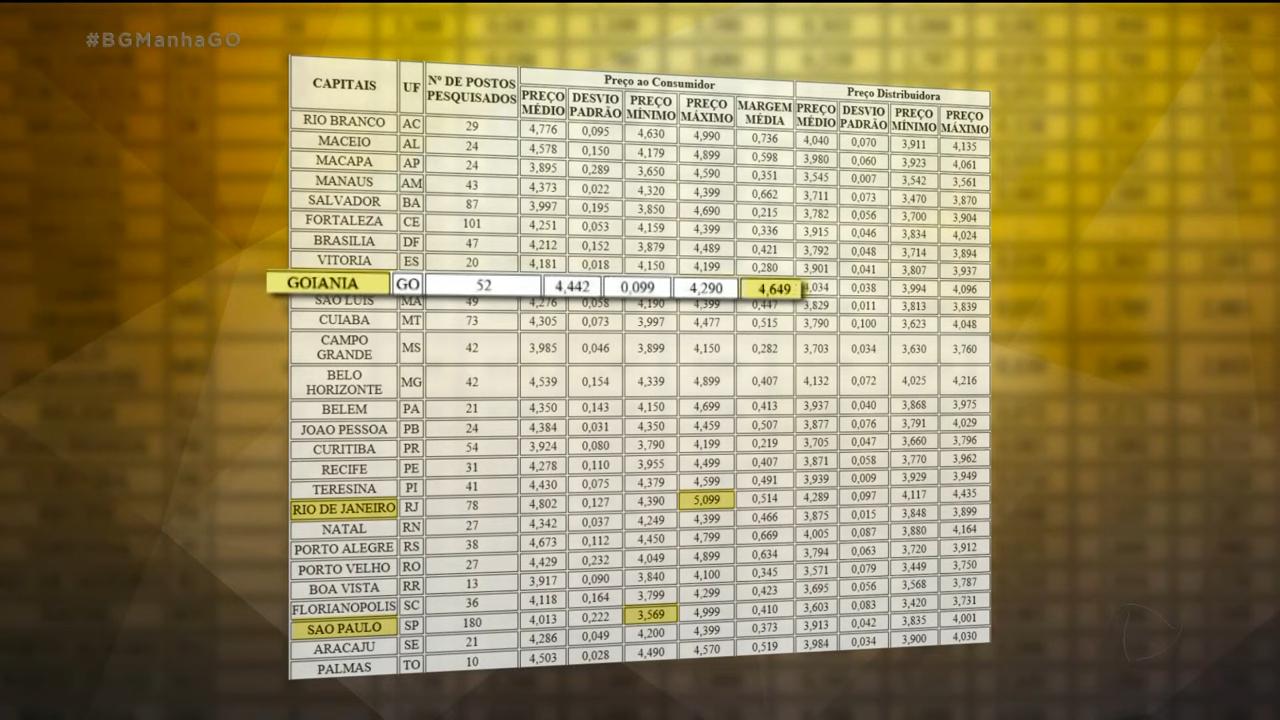 #BGManhaGO
CAPITAIS UF Nº DE POSTOS PESQUISADOS Preço ao Consumidor Preço Distribuidora
PREÇO MÉDIO DESVIO PADRÃO PREÇO MÍNIMO PREÇO MÁXIMO MARGEM MÉDIA PREÇO MÉDIO DESVIO PADRÃO PREÇO MÍNIMO PREÇO MÁXIMO
RIO BRANCO AC 29 4,776 0,095 4,630 4,990 0,736 4,040 0,070 3,911 4,135
MACEIO AL 24 4,578 0,150 4,179 4,899 0,598 3,980 0,060 3,923 4,061
MACAPA AP 24 3,895 0,289 3,650 4,590 0,351 3,545 0,007 3,542 3,561
MANAUS AM 43 4,373 0,022 4,320 4,399 0,662 3,711 0,073 3,470 3,870
SALVADOR BA 87 3,997 0,195 3,850 4,690 0,215 3,782 0,056 3,700 3,904
FORTALEZA CE 101 4,251 0,053 4,159 4,399 0,336 3,915 0,046 3,834 4,024
BRASILIA DF 47 4,212 0,152 3,879 4,489 0,421 3,792 0,048 3,714 3,894
VITORIA ES 20 4,181 0,018 4,150 4,199 0,280 3,901 0,041 3,807 3,937
GOIANIA GO 52 4,442 0,099 4,290 4,649 ,034 0,038 3,994 4,096
SAO LUIS MA 49 4,276 0,058 4,190 4,399 0,447 3,829 0,011 3,813 3,839
CUIABA MT 73 4,305 0,073 3,997 4,477 0,515 3,790 0,100 3,623 4,048
CAMPO GRANDE MS 42 3,985 0,046 3,899 4,150 0,282 3,703 0,034 3,630 3,760
BELO HORIZONTE MG 42 4,539 0,154 4,339 4,899 0,407 4,132 0,072 4,025 4,216
BELEM PA 21 4,350 0,143 4,150 4,699 0,413 3,937 0,040 3,868 3,975
JOAO PESSOA PB 24 4,384 0,031 4,350 4,459 0,507 3,877 0,076 3,791 4,029
CURITIBA PR 54 3,924 0,080 3,790 4,199 0,219 3,705 0,047 3,660 3,796
RECIFE PE 31 4,278 0,110 3,955 4,499 0,407 3,871 0,058 3,770 3,962
TERESINA PI 41 4,430 0,075 4,379 4,599 0,491 3,939 0,009 3,929 3,949
RIO DE JANEIRO RJ 78 4,802 0,127 4,390 5,099 0,514 4,289 0,097 4,117 4,435
NATAL RN 27 4,342 0,037 4,249 4,399 0,466 3,875 0,015 3,848 3,899
PORTO ALEGRE RS 38 4,673 0,112 4,450 4,799 0,669 4,005 0,087 3,880 4,164
PORTO VELHO RO 27 4,429 0,232 4,049 4,899 0,634 3,794 0,063 3,720 3,912
BOA VISTA RR 13 3,917 0,090 3,840 4,100 0,345 3,571 0,079 3,449 3,750
FLORIANOPOLIS SC 36 4,118 0,164 3,799 4,299 0,423 3,695 0,056 3,568 3,787
SAO PAULO SP 180 4,013 0,222 3,569 4,999 0,410 3,603 0,083 3,420 3,731
ARACAJU SE 21 4,286 0,049 4,200 4,399 0,373 3,913 0,042 3,835 4,001
PALMAS TO 10 4,503 0,028 4,490 4,570 0,519 3,984 0,034 3,900 4,030